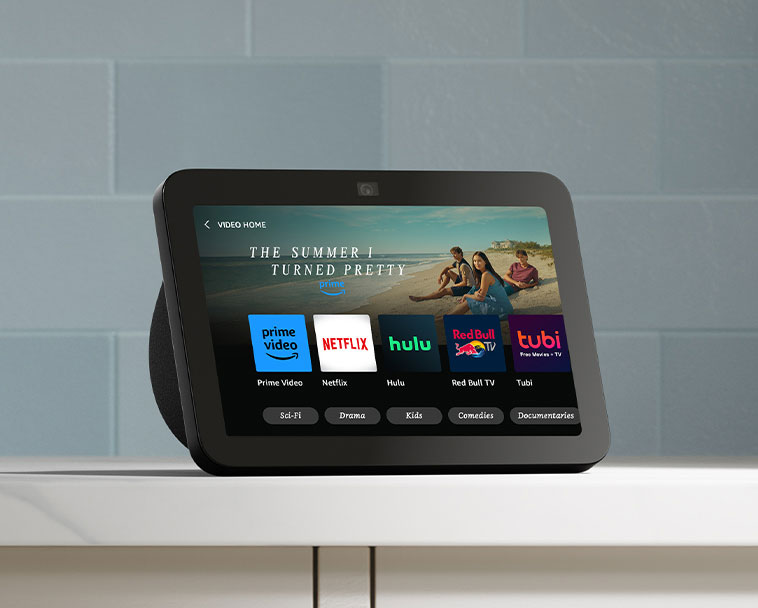 VIDEO HOME
THE SUMMER I
TURNED PRETTY
prime
prime
video
NETFLIX
hulu
Red Bull
TV
tubi
Free Movies + TV
Prime Video
Netflix
Hulu
Red Bull TV
Tubi
Sci-Fi
Drama
Kids
Comedies
Documentaries